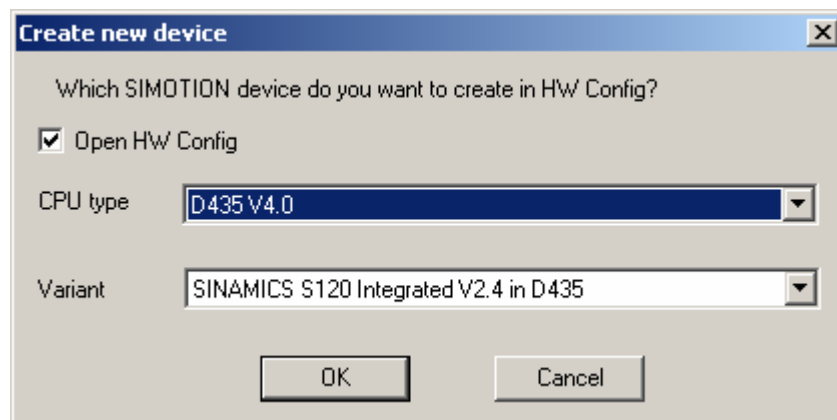 Create new device
Which SIMOTION device do you want to create in HW Config?
Open HW Config
CPU type
D435 V4.0
Variant
SINAMICS S120 Integrated V2.4 in D435
OK
Cancel